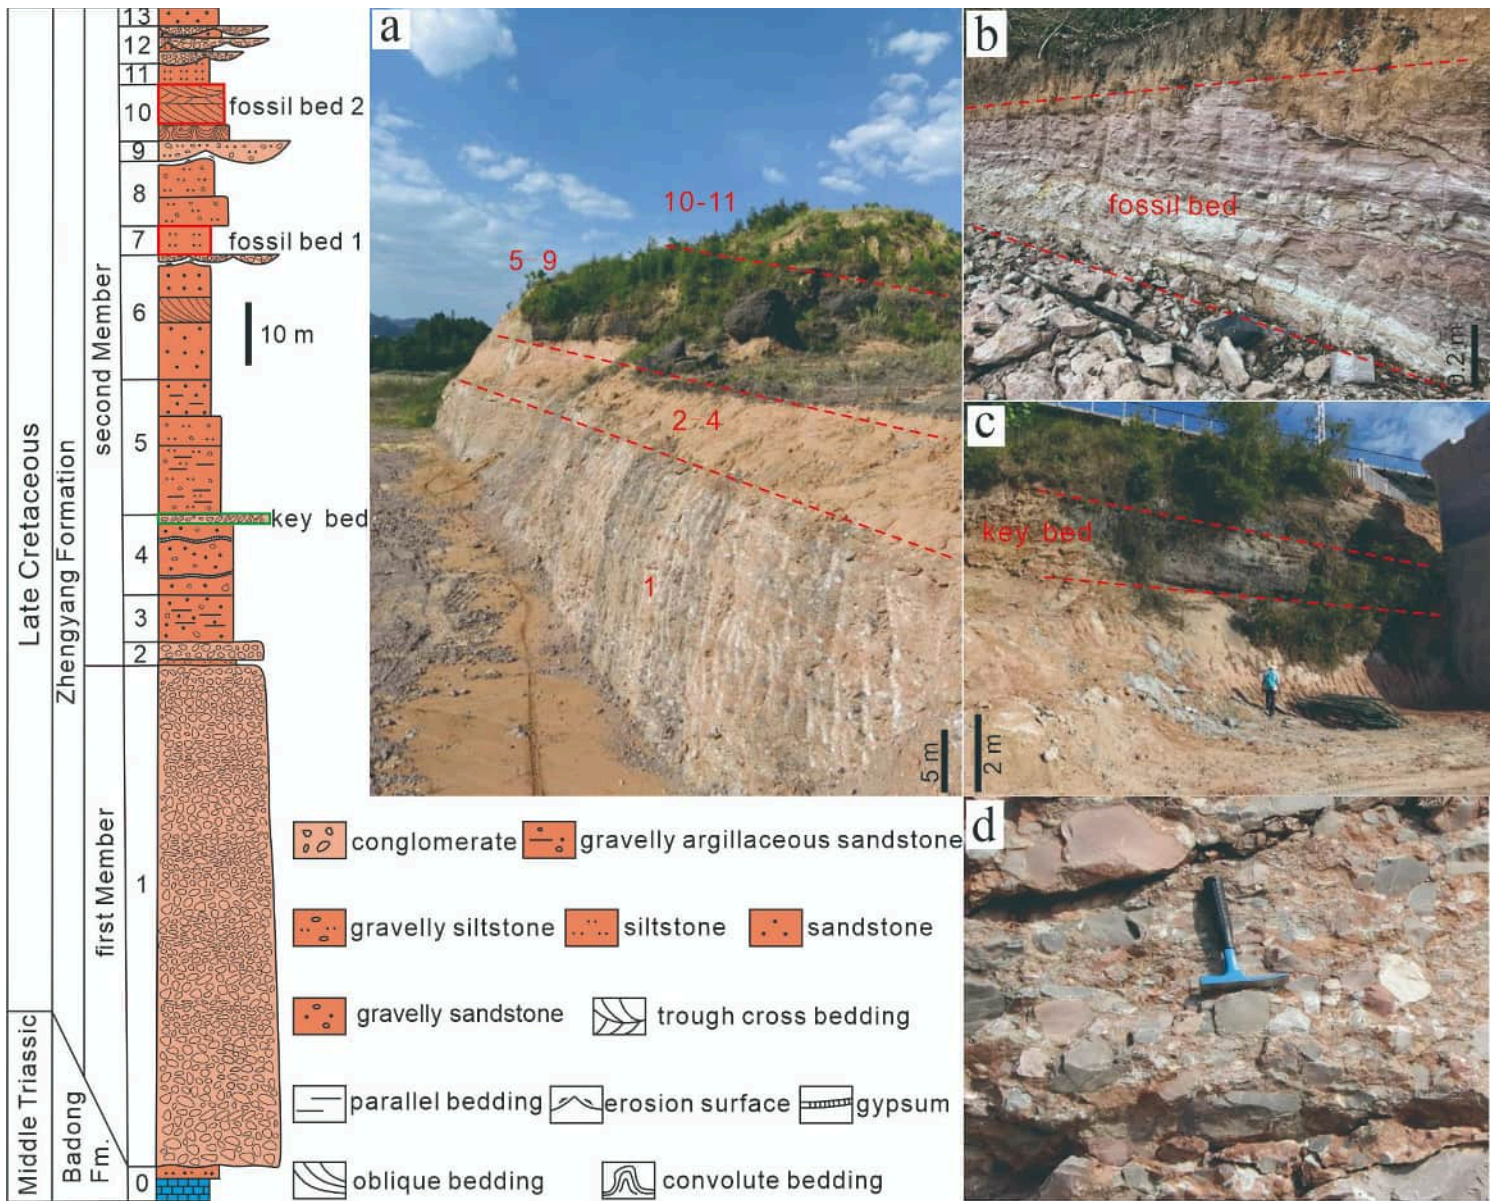 Late Cretaceous
Middle Triassic
Zhengyang Formation
Badong
Fm.
second Member
first Member
13
12
11
10
9
8
7
6
5
4
3
2
1
0
fossil bed 2
fossil bed 1
10 m
key bed
a
10-11
5 9
2 4
1
5 m
b
fossil bed
0.2 m
c
key bed
2 m
d
conglomerate
gravelly argillaceous sandstone
gravelly siltstone
siltstone
sandstone
gravelly sandstone
trough cross bedding
parallel bedding
erosion surface
gypsum
oblique bedding
convolute bedding